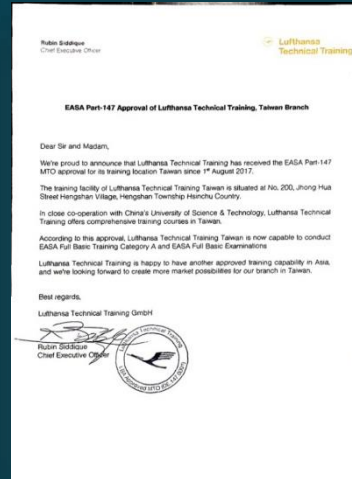 Rubin Siddique
Chief Executive Officer
Lufthansa
Technical Training
EASA Part-147 Approval of Lufthansa Technical Training, Taiwan Branch
Dear Sir and Madam,
We're proud to announce that Lufthansa Technical Training has received the EASA Part-147
MTO approval for its training location Taiwan since 1st August 2017.
The training facility of Lufthansa Technical Training Taiwan is situated at No. 200, Jhong Hua
Street Hengshan Village, Hengshan Township Hsinchu Country.
In close co-operation with China's University of Science & Technology, Lufthansa Technical
Training offers comprehensive training courses in Taiwan.
According to this approval, Lufthansa Technical Training Taiwan is now capable to conduct
EASA Full Basic Training Category A and EASA Full Basic Examinations
Lufthansa Technical Training is happy to have another approved training capability in Asia,
and we're looking forward to create more market possibilities for our branch in Taiwan.
Best regards,
Lufthansa Technical Training GmbH
Rubin Siddique
Chief Executive Officer
Lufthansa Technical Training